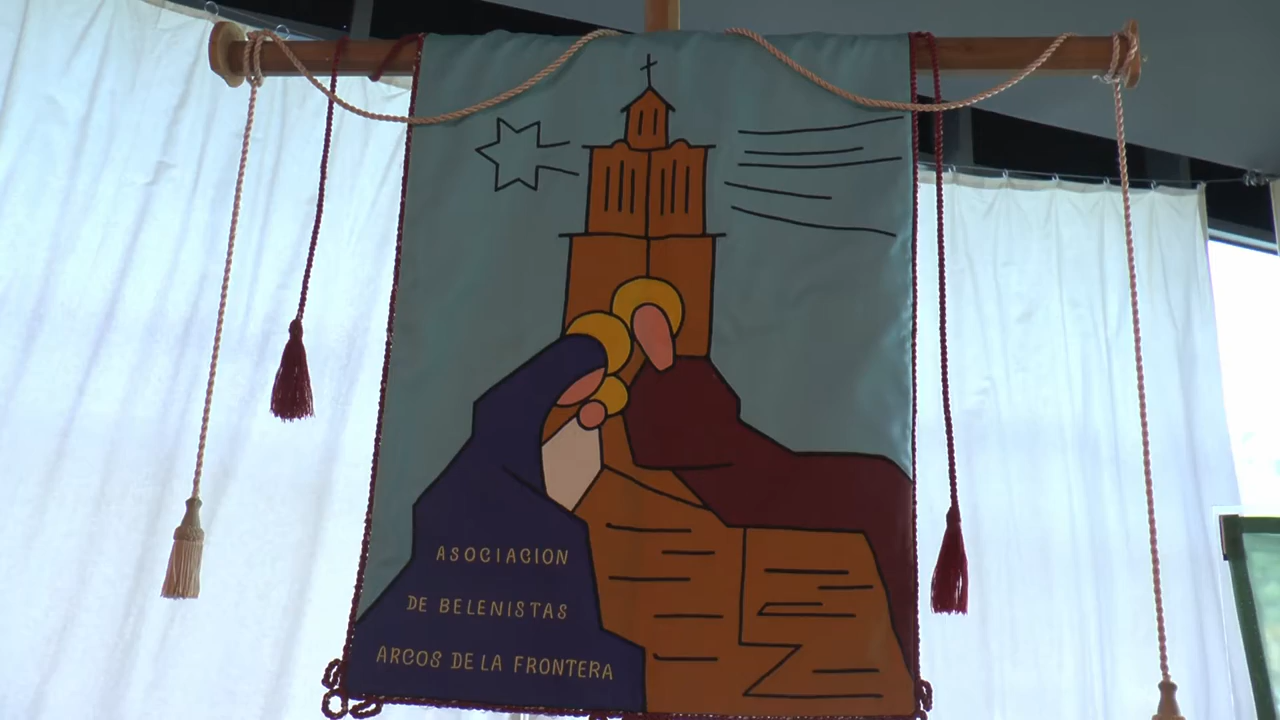 ASOCIACION
DE BELENISTAS
ARCOS DE LA FRONTERA